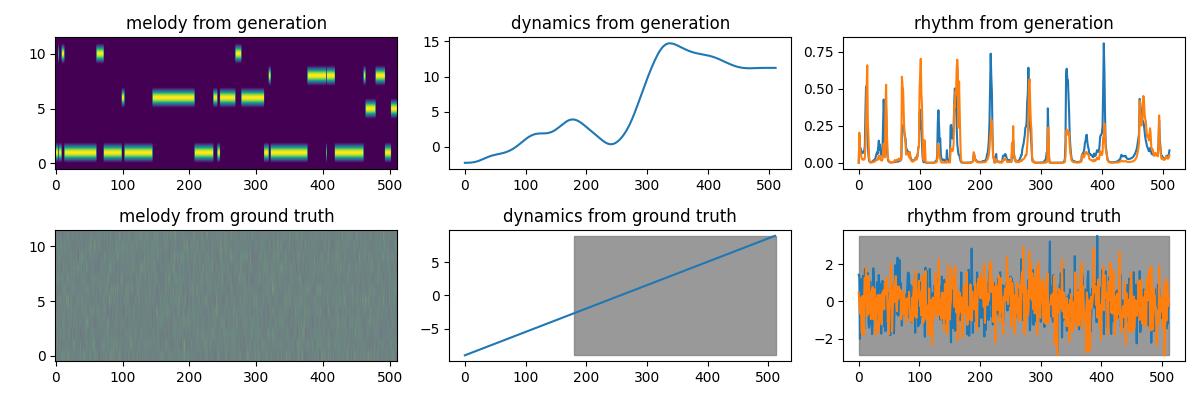 melody from generation
dynamics from generation
rhythm from generation
10
5
0
0 100 200 300 400 500
15
10
5
0
0 100 200 300 400 500
0.75
0.50
0.25
0.00
0 100 200 300 400 500
melody from ground truth
dynamics from ground truth
rhythm from ground truth
10
5
0
0 100 200 300 400 500
5
0
−5
0 100 200 300 400 500
2
0
−2
0 100 200 300 400 500